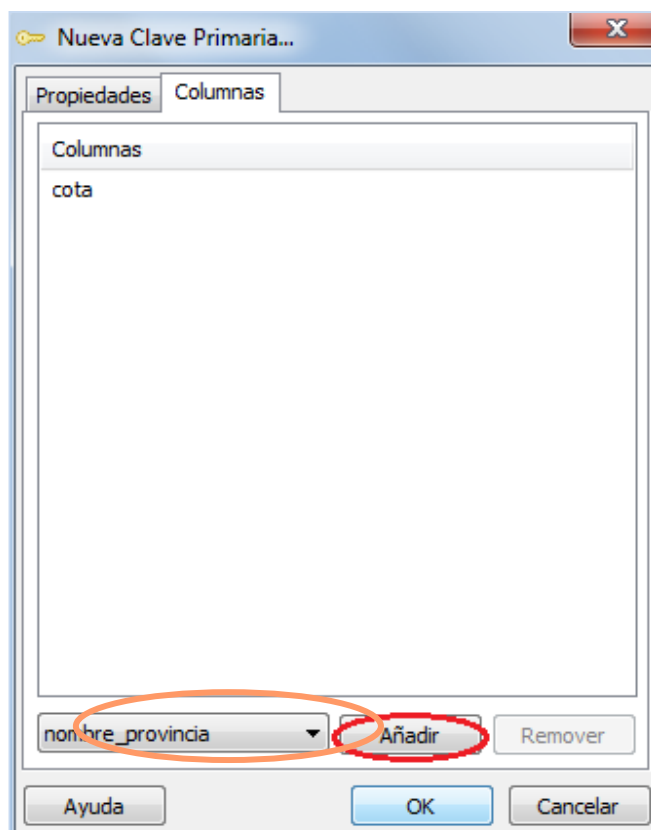 Nueva Clave Primaria...
Propiedades Columnas
Columnas
cota
nombre_provincia Añadir Remover
Ayuda OK Cancelar